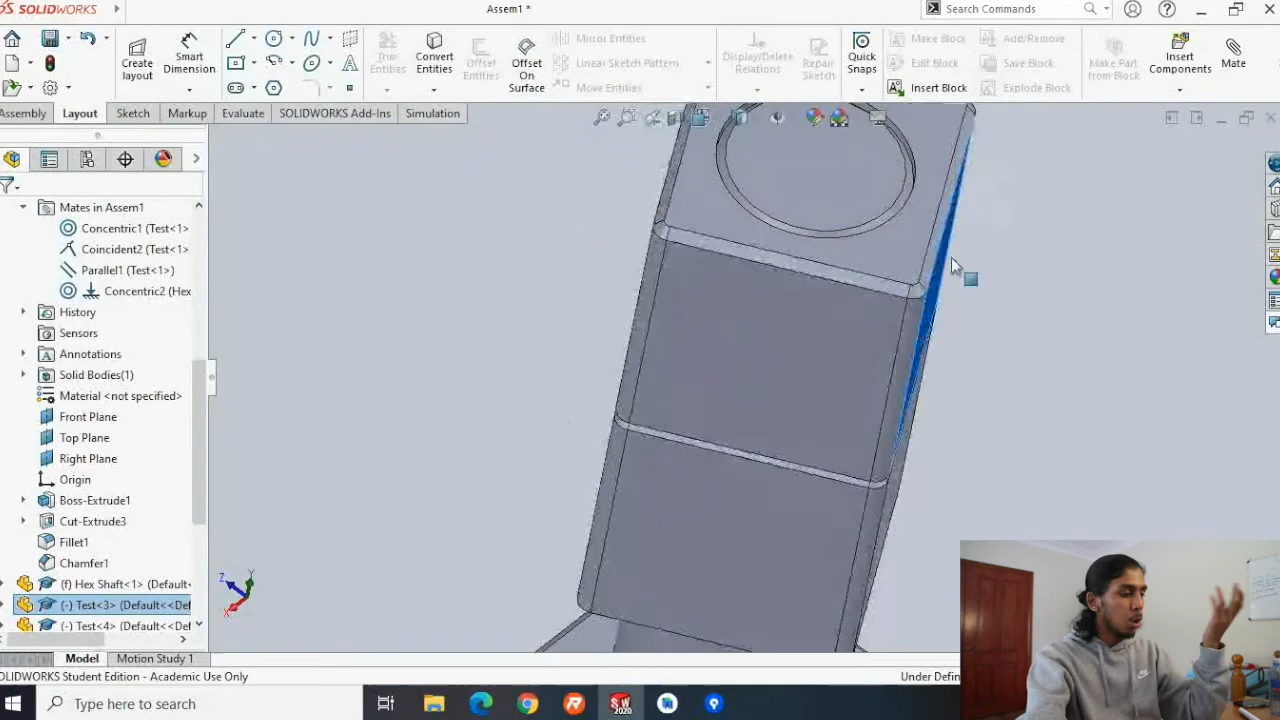 SOLIDWORKS
Assem1 *
Search Commands
Create layout
Smart Dimension
Trim Entities
Convert Entities
Offset Entities
Offset On Surface
Mirror Entities
Linear Sketch Pattern
Move Entities
Display/Delete Relations
Repair Sketch
Quick Snaps
Make Block
Edit Block
Insert Block
Add/Remove
Save Block
Explode Block
Make Part from Block
Insert Components
Mate
Assembly
Layout
Sketch
Markup
Evaluate
SOLIDWORKS Add-Ins
Simulation
Mates in Assem1
Concentric1 (Test<1>
Coincident2 (Test<1>
Parallel1 (Test<1>)
Concentric2 (Hex
History
Sensors
Annotations
Solid Bodies(1)
Material <not specified>
Front Plane
Top Plane
Right Plane
Origin
Boss-Extrude1
Cut-Extrude3
Fillet1
Chamfer1
(f) Hex Shaft<1> (Default<
(-) Test<3> (Default<<Def
(-) Test<4> (Default<<Def
Z
Y
X
Model
Motion Study 1
SOLIDWORKS Student Edition - Academic Use Only
Under Defin
Type here to search
SW
2020